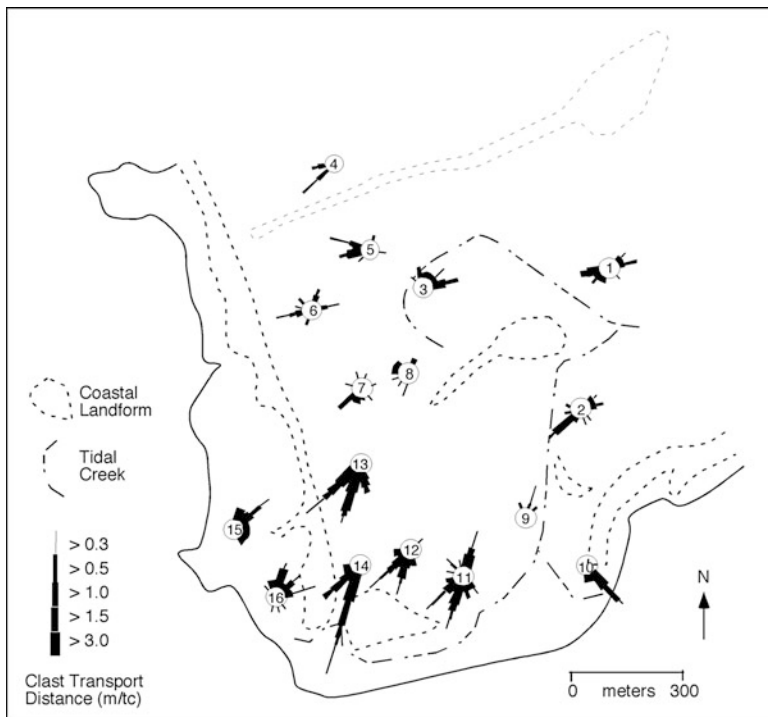 4
5
1
3
6
8
7
2
Coastal
Landform
Tidal
Creek
13
9
15
12
14
11
10
16
> 0.3
> 0.5
> 1.0
> 1.5
> 3.0
Clast Transport
Distance (m/tc)
N
0 meters 300